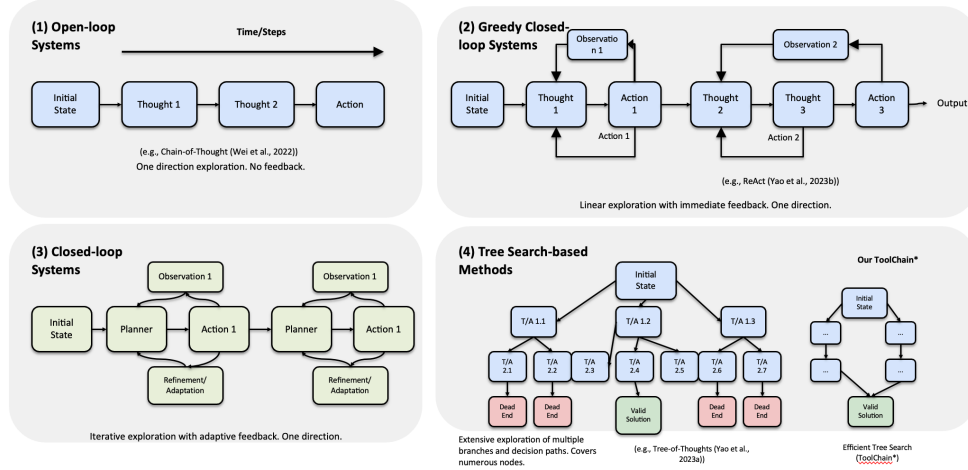 (1) Open-loop
Systems
Time/Steps
Initial
State
Thought 1
Thought 2
Action
(e.g., Chain-of-Thought (Wei et al., 2022))
One direction exploration. No feedback.
(2) Greedy Closed-
loop Systems
Observatio
n 1
Observation 2
Initial
State
Thought
1
Action
1
Thought
2
Thought
3
Action
3
Output
Action 1
Action 2
(e.g., ReAct (Yao et al., 2023b))
Linear exploration with immediate feedback. One direction.
(3) Closed-loop
Systems
Observation 1
Observation 1
Initial
State
Planner
Action 1
Planner
Action 1
Refinement/
Adaptation
Refinement/
Adaptation
Iterative exploration with adaptive feedback. One direction.
(4) Tree Search-based
Methods
Initial
State
T/A 1.1
T/A 1.2
T/A 1.3
T/A
2.1
T/A
2.2
T/A
2.3
T/A
2.4
T/A
2.5
T/A
2.6
T/A
2.7
Dead
End
Dead
End
Valid
Solution
Dead
End
Dead
End
Extensive exploration of multiple
branches and decision paths. Covers
numerous nodes.
(e.g., Tree-of-Thoughts (Yao et al.,
2023a))
Our ToolChain*
Initial
State
...
...
...
...
Valid
Solution
Efficient Tree Search
(ToolChain*)